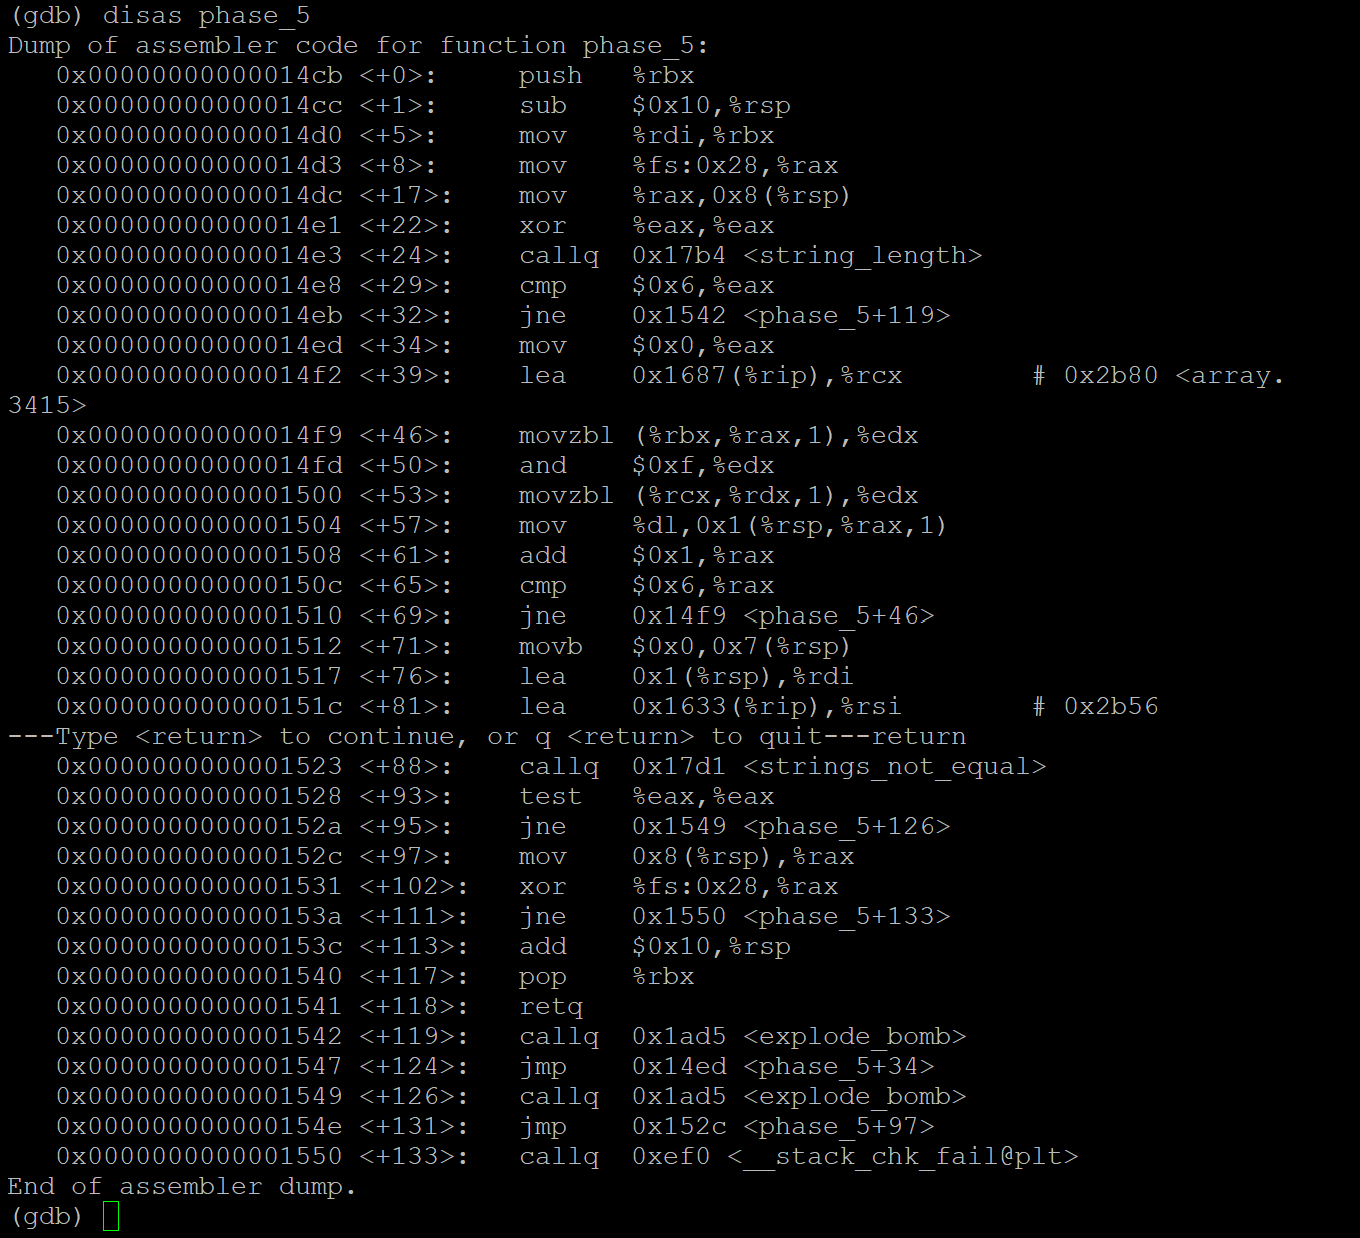 (gdb) disas phase_5
Dump of assembler code for function phase_5:
   0x00000000000014cb <+0>:     push   %rbx
   0x00000000000014cc <+1>:     sub    $0x10,%rsp
   0x00000000000014d0 <+5>:     mov    %rdi,%rbx
   0x00000000000014d3 <+8>:     mov    %fs:0x28,%rax
   0x00000000000014dc <+17>:    mov    %rax,0x8(%rsp)
   0x00000000000014e1 <+22>:    xor    %eax,%eax
   0x00000000000014e3 <+24>:    callq  0x17b4 <string_length>
   0x00000000000014e8 <+29>:    cmp    $0x6,%eax
   0x00000000000014eb <+32>:    jne    0x1542 <phase_5+119>
   0x00000000000014ed <+34>:    mov    $0x0,%eax
   0x00000000000014f2 <+39>:    lea    0x1687(%rip),%rcx        # 0x2b80 <array.
3415>
   0x00000000000014f9 <+46>:    movzbl (%rbx,%rax,1),%edx
   0x00000000000014fd <+50>:    and    $0xf,%edx
   0x0000000000001500 <+53>:    movzbl (%rcx,%rdx,1),%edx
   0x0000000000001504 <+57>:    mov    %dl,0x1(%rsp,%rax,1)
   0x0000000000001508 <+61>:    add    $0x1,%rax
   0x000000000000150c <+65>:    cmp    $0x6,%rax
   0x0000000000001510 <+69>:    jne    0x14f9 <phase_5+46>
   0x0000000000001512 <+71>:    movb   $0x0,0x7(%rsp)
   0x0000000000001517 <+76>:    lea    0x1(%rsp),%rdi
   0x000000000000151c <+81>:    lea    0x1633(%rip),%rsi        # 0x2b56
---Type <return> to continue, or q <return> to quit---return
   0x0000000000001523 <+88>:    callq  0x17d1 <strings_not_equal>
   0x0000000000001528 <+93>:    test   %eax,%eax
   0x000000000000152a <+95>:    jne    0x1549 <phase_5+126>
   0x000000000000152c <+97>:    mov    0x8(%rsp),%rax
   0x0000000000001531 <+102>:   xor    %fs:0x28,%rax
   0x000000000000153a <+111>:   jne    0x1550 <phase_5+133>
   0x000000000000153c <+113>:   add    $0x10,%rsp
   0x0000000000001540 <+117>:   pop    %rbx
   0x0000000000001541 <+118>:   retq
   0x0000000000001542 <+119>:   callq  0x1ad5 <explode_bomb>
   0x0000000000001547 <+124>:   jmp    0x14ed <phase_5+34>
   0x0000000000001549 <+126>:   callq  0x1ad5 <explode_bomb>
   0x000000000000154e <+131>:   jmp    0x152c <phase_5+97>
   0x0000000000001550 <+133>:   callq  0xef0 <__stack_chk_fail@plt>
End of assembler dump.
(gdb)